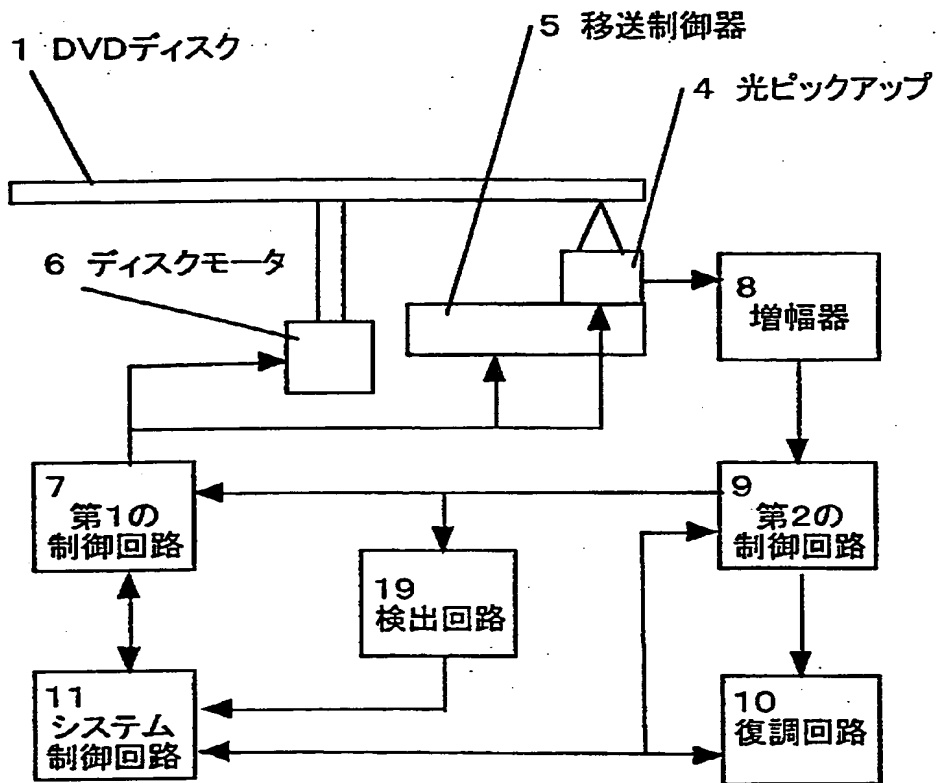 1 DVDディスク
5 移送制御器
4 光ピックアップ
6 ディスクモータ
8
増幅器
7
第1の
制御回路
9
第2の
制御回路
19
検出回路
11
システム
制御回路
10
復調回路